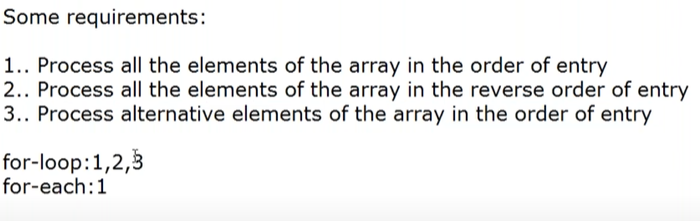 Some requirements:
1.. Process all the elements of the array in the order of entry
2.. Process all the elements of the array in the reverse order of entry
3.. Process alternative elements of the array in the order of entry
for-loop:1,2,3
for-each:1